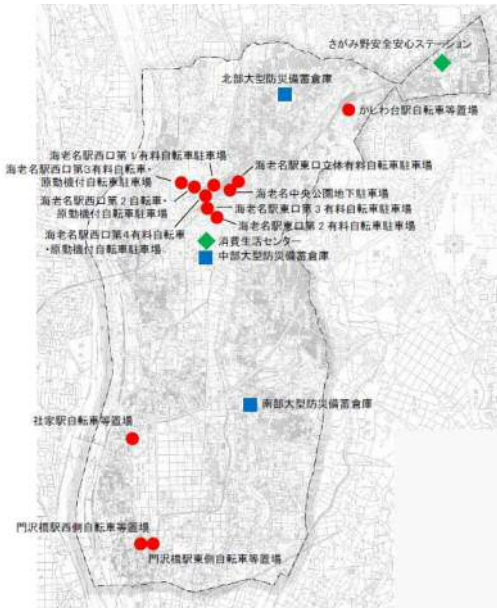 さがみ野安全安心ステーション
北部大型防災備蓄倉庫
かしわ台駅自転車等置場
海老名駅西口第1有料自転車駐車場
海老名駅西口第3有料自転車・
原動機付自転車駐車場
海老名駅東口立体有料自転車駐車場
海老名中央公園地下駐車場
海老名駅西口第2自転車・
原動機付自転車駐車場
海老名駅東口第3有料自転車駐車場
海老名駅東口第2有料自転車駐車場
海老名駅西口第4有料自転車
・原動機付自転車駐車場
消費生活センター
中部大型防災備蓄倉庫
南部大型防災備蓄倉庫
社家駅自転車等置場
門沢橋駅西側自転車等置場
門沢橋駅東側自転車等置場